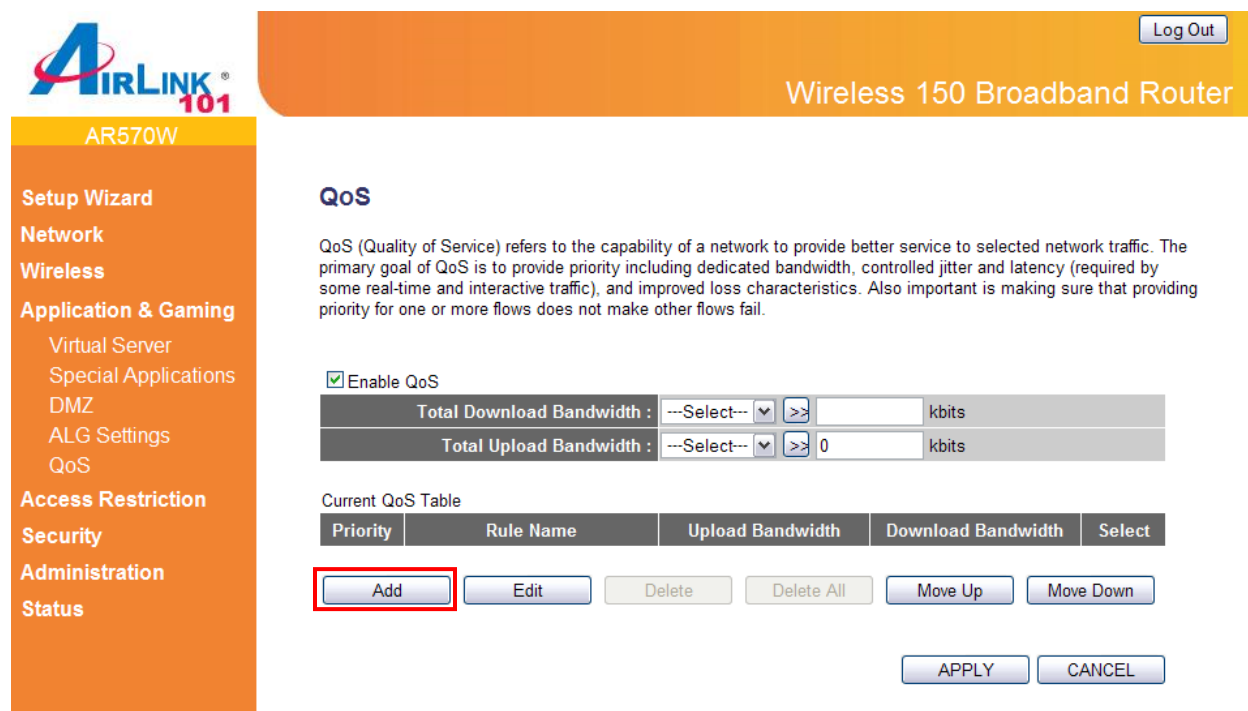 Log Out
AIRLINK ®
101
Wireless 150 Broadband Router
AR570W
Setup Wizard
Network
Wireless
Application & Gaming
Virtual Server
Special Applications
DMZ
ALG Settings
QoS
Access Restriction
Security
Administration
Status
QoS
QoS (Quality of Service) refers to the capability of a network to provide better service to selected network traffic. The
primary goal of QoS is to provide priority including dedicated bandwidth, controlled jitter and latency (required by
some real-time and interactive traffic), and improved loss characteristics. Also important is making sure that providing
priority for one or more flows does not make other flows fail.
Enable QoS
Total Download Bandwidth : ---Select--- >> kbits
Total Upload Bandwidth : ---Select--- >> 0 kbits
Current QoS Table
Priority Rule Name Upload Bandwidth Download Bandwidth Select
Add Edit Delete Delete All Move Up Move Down
APPLY CANCEL